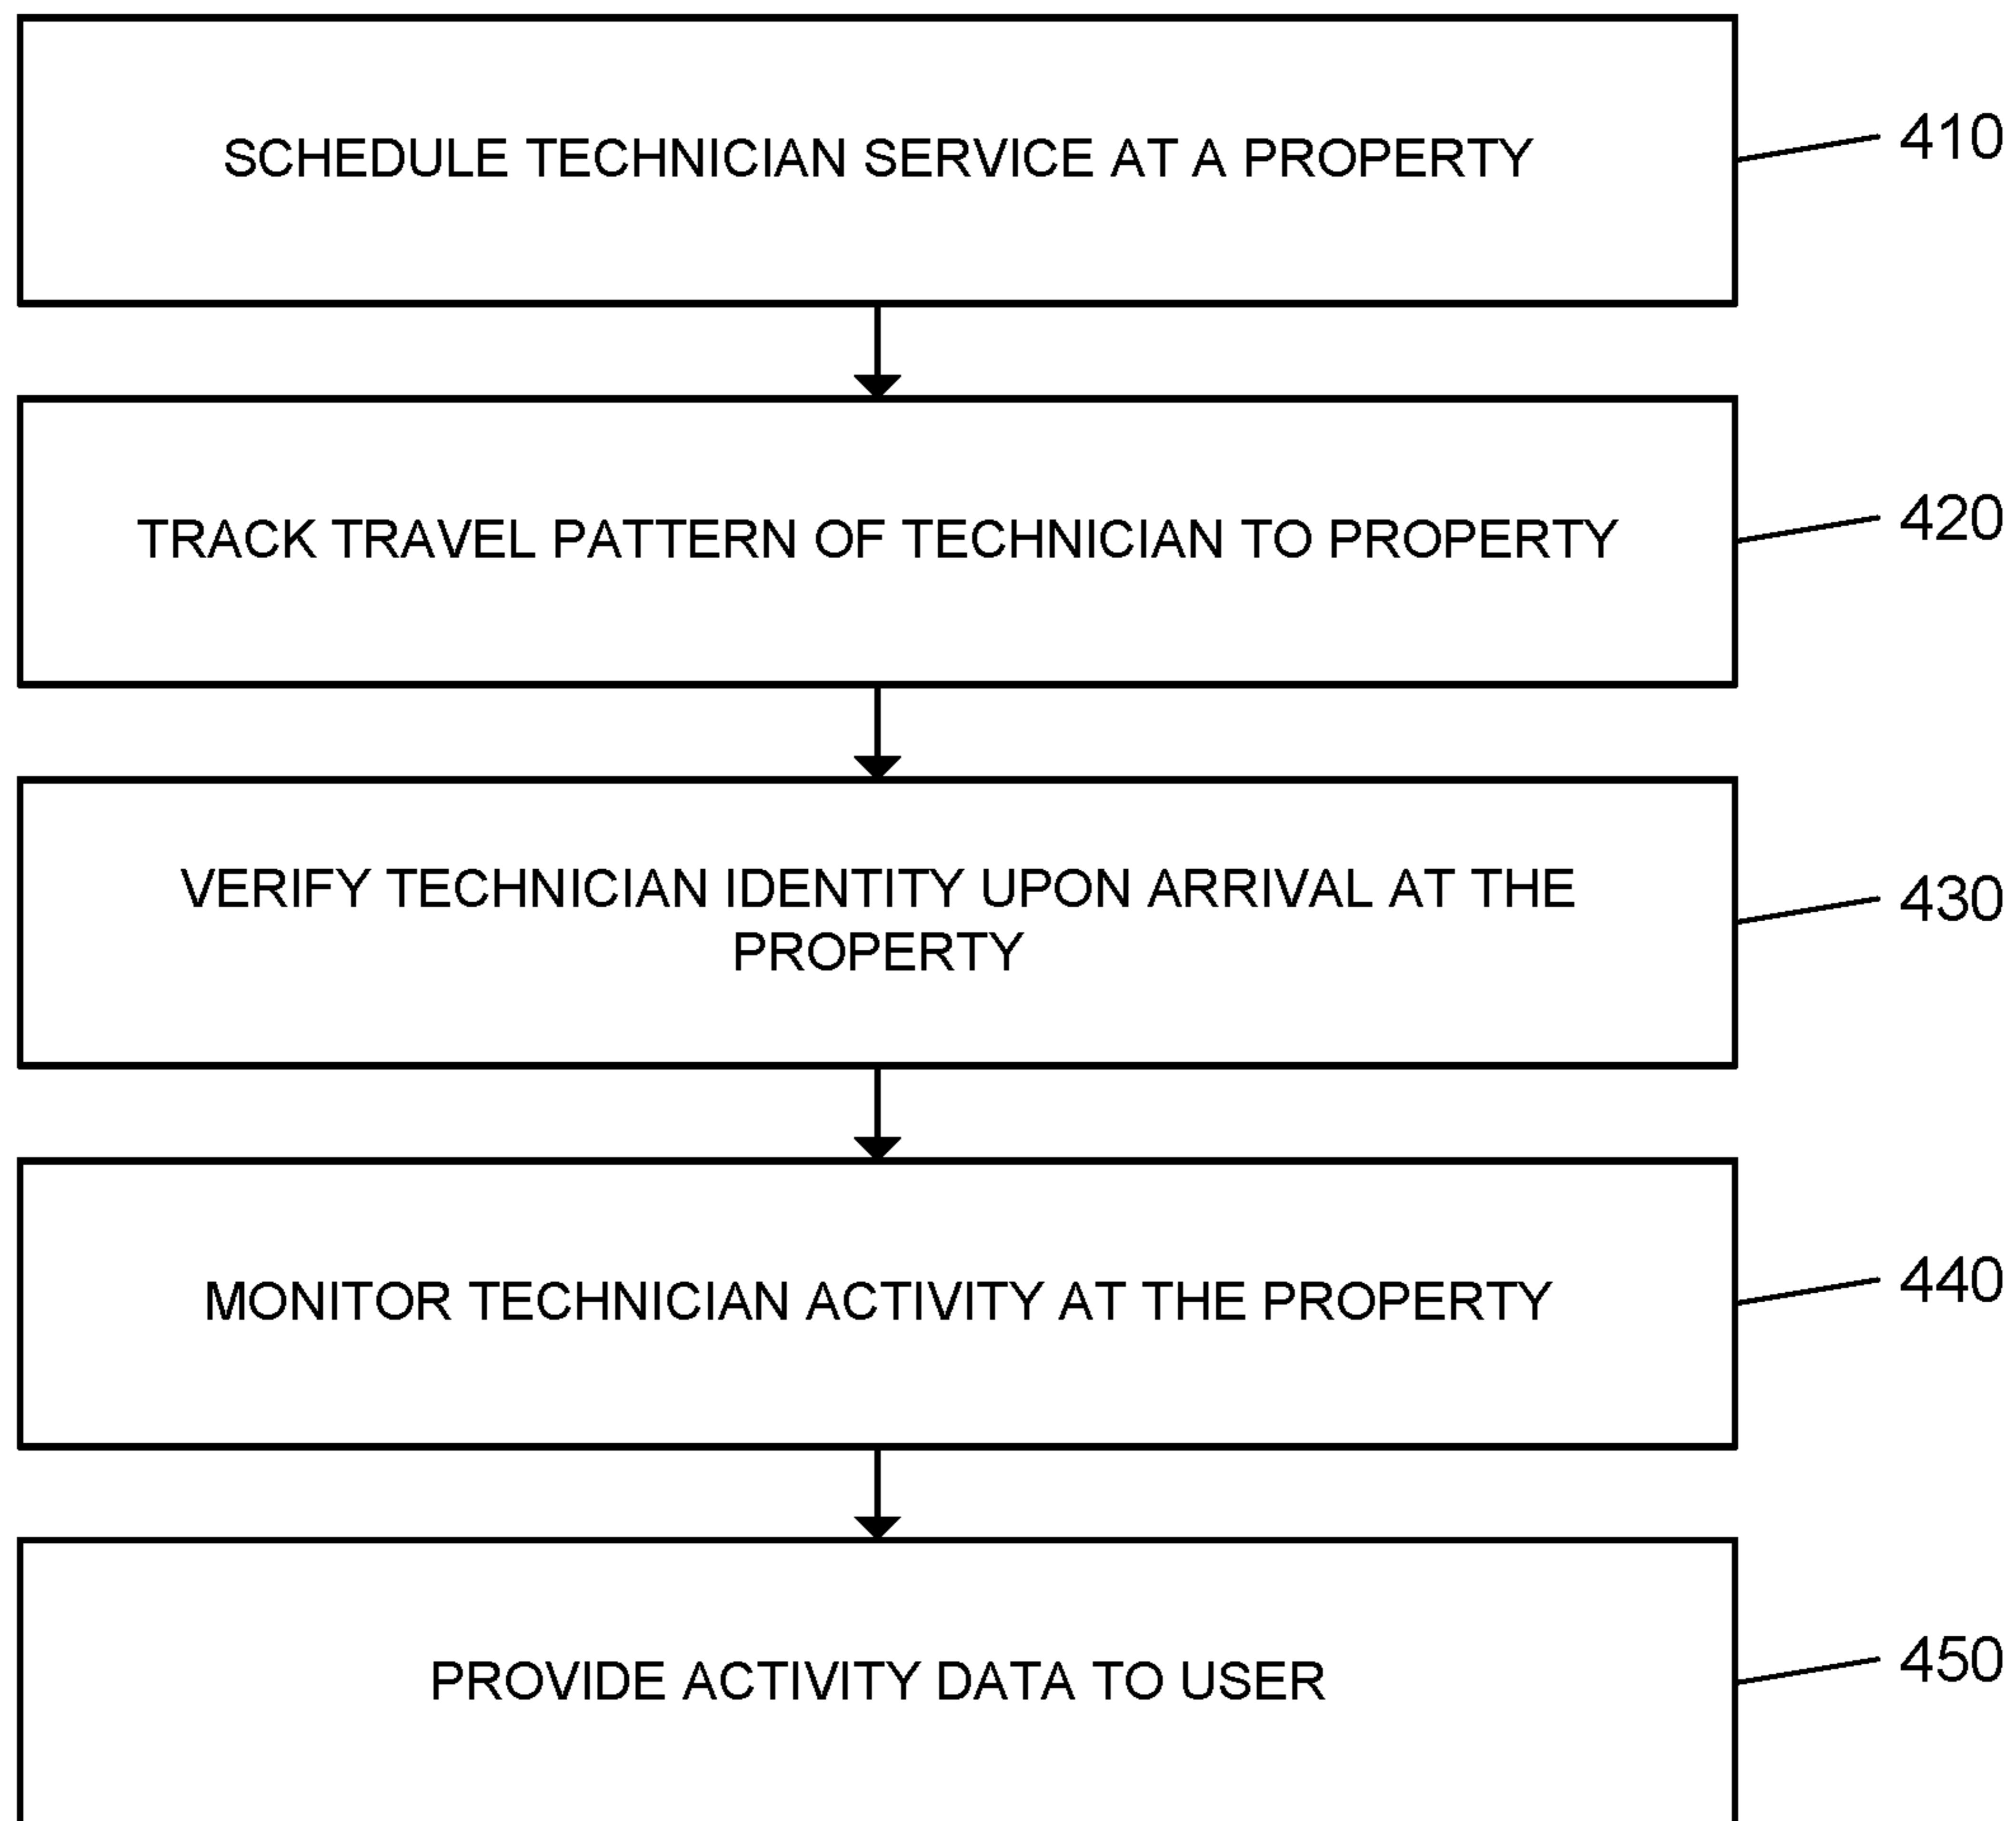 SCHEDULE TECHNICIAN SERVICE AT A PROPERTY
410
TRACK TRAVEL PATTERN OF TECHNICIAN TO PROPERTY
420
VERIFY TECHNICIAN IDENTITY UPON ARRIVAL AT THE
PROPERTY
430
MONITOR TECHNICIAN ACTIVITY AT THE PROPERTY
440
PROVIDE ACTIVITY DATA TO USER
450